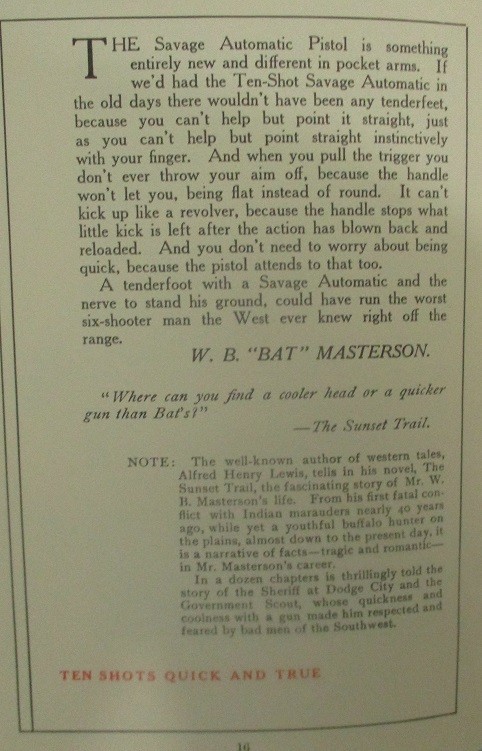 THE Savage Automatic Pistol is something
entirely new and different in pocket arms. If
we'd had the Ten-Shot Savage Automatic in
the old days there wouldn't have been any tenderfeet,
because you can't help but point it straight, just
as you can't help but point straight instinctively
with your finger. And when you pull the trigger you
don't ever throw your aim off, because the handle
won't let you, being flat instead of round. It can't
kick up like a revolver, because the handle stops what
little kick is left after the action has blown back and
reloaded. And you don't need to worry about being
quick, because the pistol attends to that too.
A tenderfoot with a Savage Automatic and the
nerve to stand his ground, could have run the worst
six-shooter man the West ever knew right off the
range.
W. B. "BAT" MASTERSON.
"Where can you find a cooler head or a quicker
gun than Bat's?"
—The Sunset Trail.
NOTE: The well-known author of western tales,
Alfred Henry Lewis, tells in his novel, The
Sunset Trail, the fascinating story of Mr. W.
B. Masterson's life. From his first fatal con-
flict with Indian marauders nearly 40 years
ago, while yet a youthful buffalo hunter on
the plains, almost down to the present day, it
is a narrative of facts—tragic and romantic—
in Mr. Masterson's career.
In a dozen chapters is thrillingly told the
story of the Sheriff at Dodge City and the
Government Scout, whose quickness and
coolness with a gun made him respected and
feared by bad men of the Southwest.
TEN SHOTS QUICK AND TRUE
16